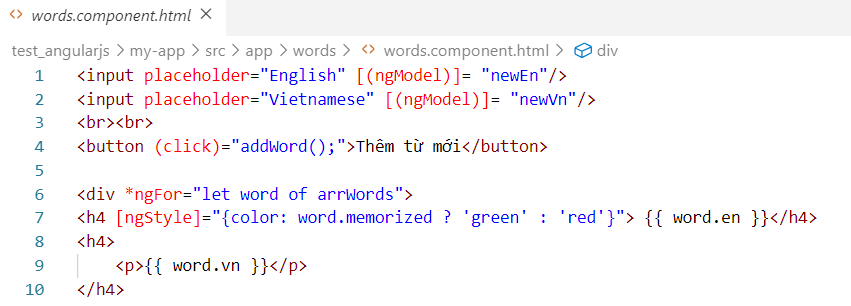 words.component.html
test_angularjs > my-app > src > app > words > words.component.html > div
1 <input placeholder="English" [(ngModel)]= "newEn"/>
2 <input placeholder="Vietnamese" [(ngModel)]= "newVn"/>
3 <br><br>
4 <button (click)="addWord();">Thêm từ mới</button>
5
6 <div *ngFor="let word of arrWords">
7 <h4 [ngStyle]="{color: word.memorized ? 'green' : 'red'}"> {{ word.en }}</h4>
8 <h4>
9     <p>{{ word.vn }}</p>
10 </h4>